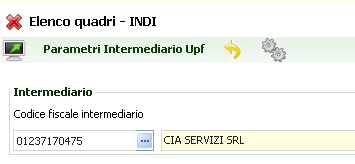 Elenco quadri - INDI
Parametri Intermediario Upf
Intermediario
Codice fiscale intermediario
01237170475 ... CIA SERVIZI SRL